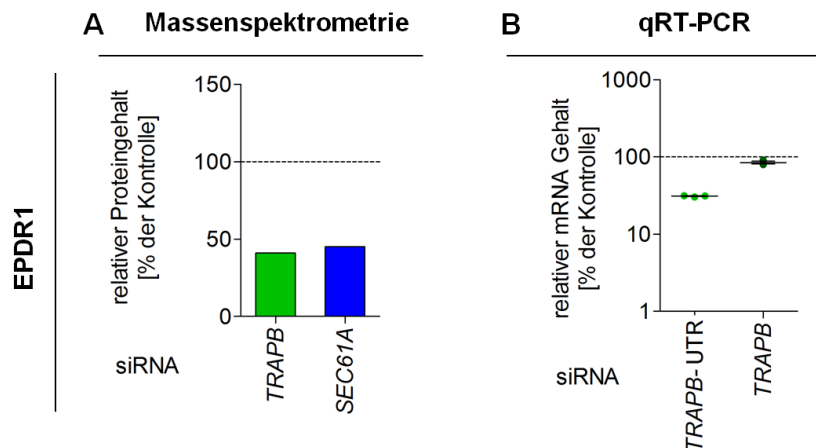 A Massenspektrometrie
EPDR1
relativer Proteingehalt
[% der Kontrolle]
150
100
50
0
siRNA
TRAPB
SEC61A
B qRT-PCR
relativer mRNA Gehalt
[% der Kontrolle]
1000
100
10
1
siRNA
TRAPB- UTR
TRAPB